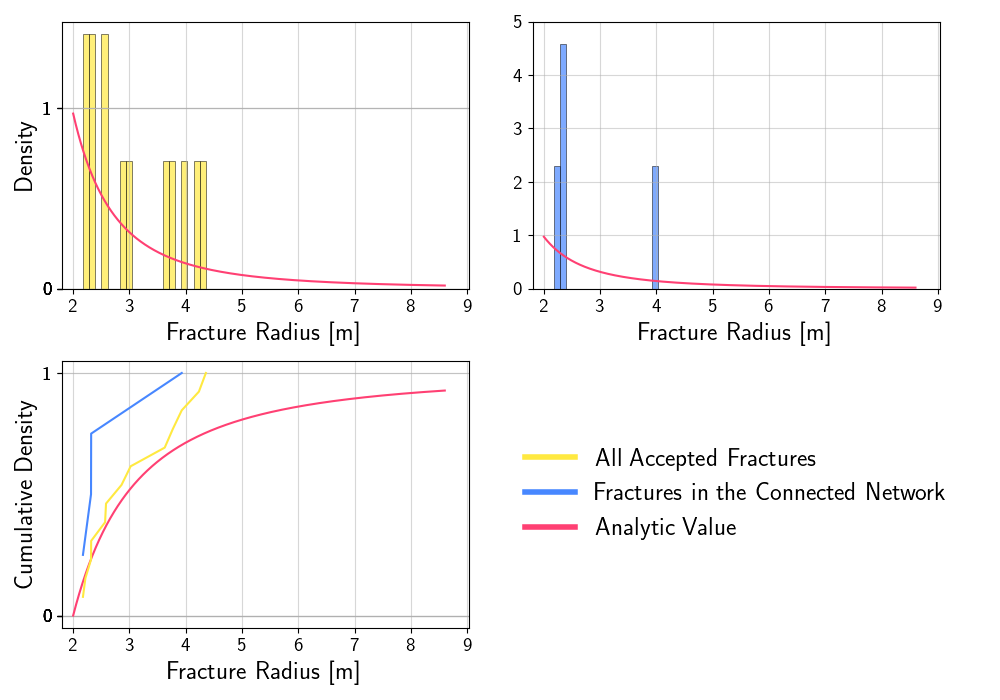 1
0
Density
2 3 4 5 6 7 8 9
Fracture Radius [m]
5
4
3
2
1
0
2 3 4 5 6 7 8 9
Fracture Radius [m]
1
0
Cumulative Density
2 3 4 5 6 7 8 9
Fracture Radius [m]
All Accepted Fractures
Fractures in the Connected Network
Analytic Value